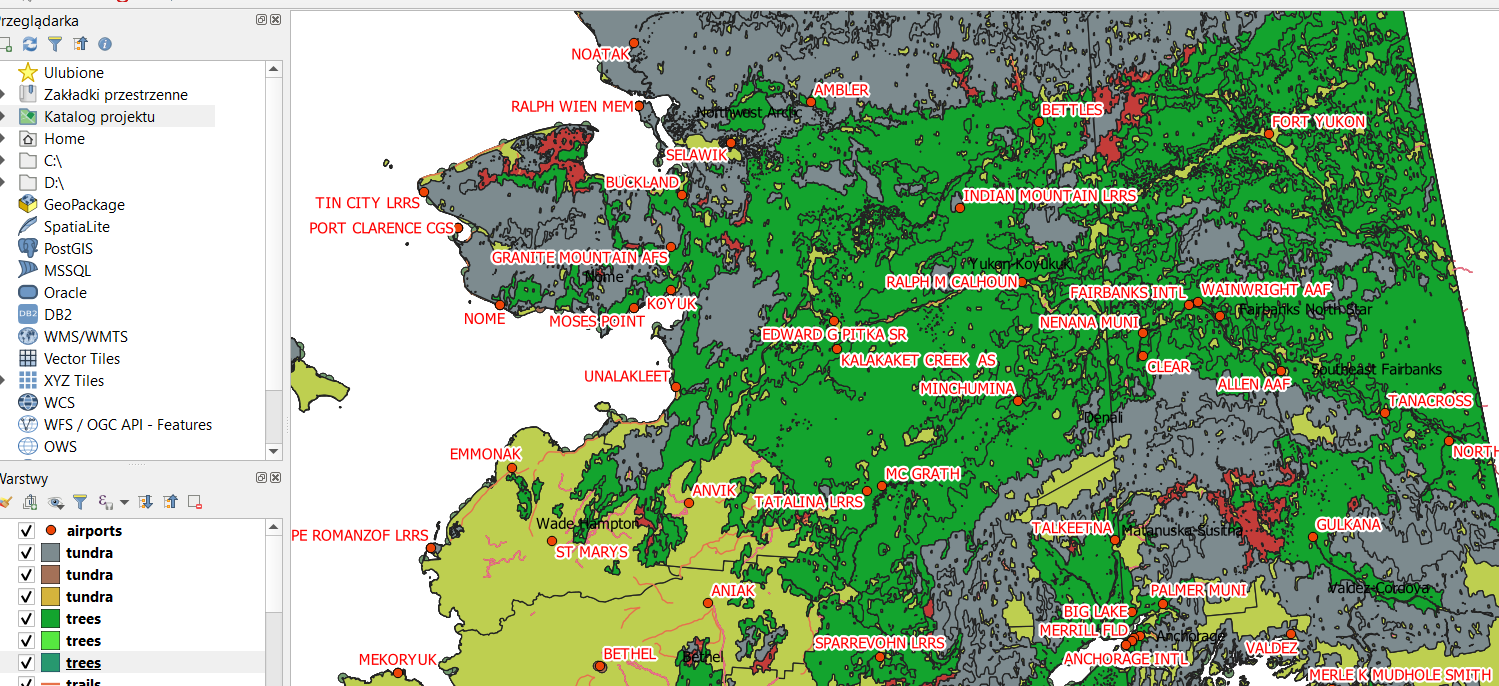 rzeglądarka
Ulubione
Zakładki przestrzenne
Katalog projektu
Home
C:\
D:\
GeoPackage
SpatiaLite
PostGIS
MSSQL
Oracle
DB2
DB2
WMS/WMTS
Vector Tiles
XYZ Tiles
WCS
WFS / OGC API - Features
OWS
Warstwy
airports
tundra
tundra
tundra
trees
trees
trees
trails
NOATAK
AMBLER
RALPH WIEN MEM
Northwest Arctic
BETTLES
FORT YUKON
SELAWIK
BUCKLAND
TIN CITY LRRS
INDIAN MOUNTAIN LRRS
PORT CLARENCE CGS
GRANITE MOUNTAIN AFS
Yukon-Koyukuk
Nome
RALPH M CALHOUN
FAIRBANKS INTL
WAINWRIGHT AAF
KOYUK
Fairbanks North Star
NOME
MOSES POINT
NENANA MUNI
EDWARD G PITKA SR
KALAKAKET CREEK AS
CLEAR
Southeast Fairbanks
UNALAKLEET
MINCHUMINA
ALLEN AAF
TANACROSS
Denali
EMMONAK
NORTH
MC GRATH
ANVIK
TATALINA LRRS
Wade Hampton
TALKEETNA
Matanuska-Susitna
GULKANA
PE ROMANZOF LRRS
ST MARYS
ANIAK
PALMER MUNI
Valdez-Cordova
BIG LAKE
MERRILL FLD
Anchorage
SPARREVOHN LRRS
VALDEZ
BETHEL
Bethel
MEKORYUK
ANCHORAGE INTL
MERLE K MUDHOLE SMITH